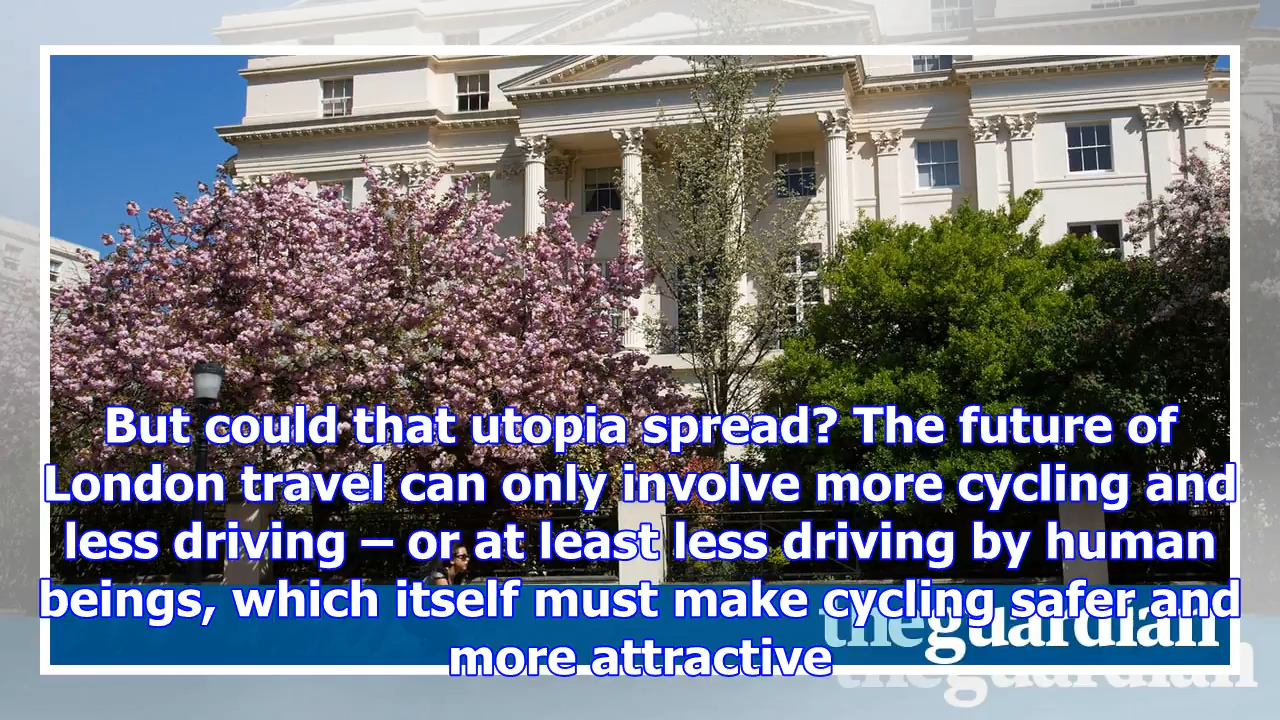 But could that utopia spread? The future of
London travel can only involve more cycling and
less driving – or at least less driving by human
beings, which itself must make cycling safer and
more attractive
theguardian
theguardian